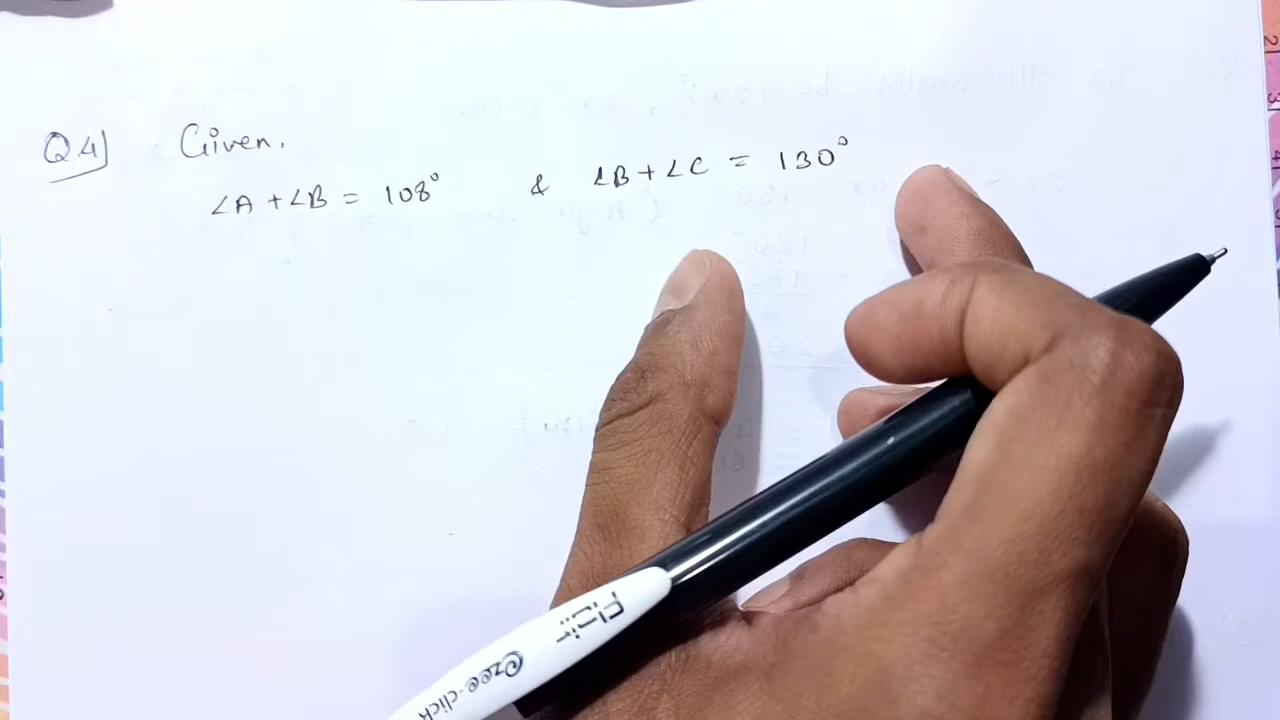 Q4) Given,
∠A + ∠B = 108° & ∠B + ∠C = 130°
Flair
Ezee-click